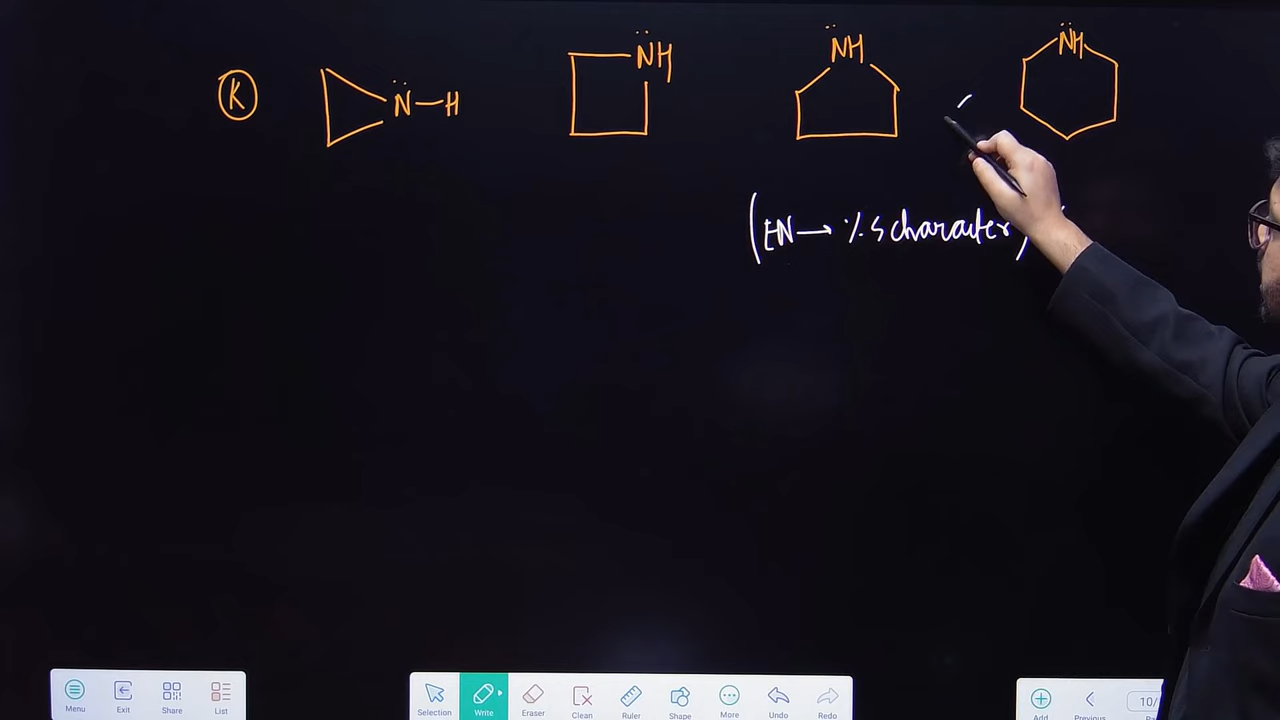 K N-H NH NH NH
(EN → % s character)
Menu Exit Share List Selection Write Eraser Clean Ruler Shape More Undo Redo Add Previous 10/